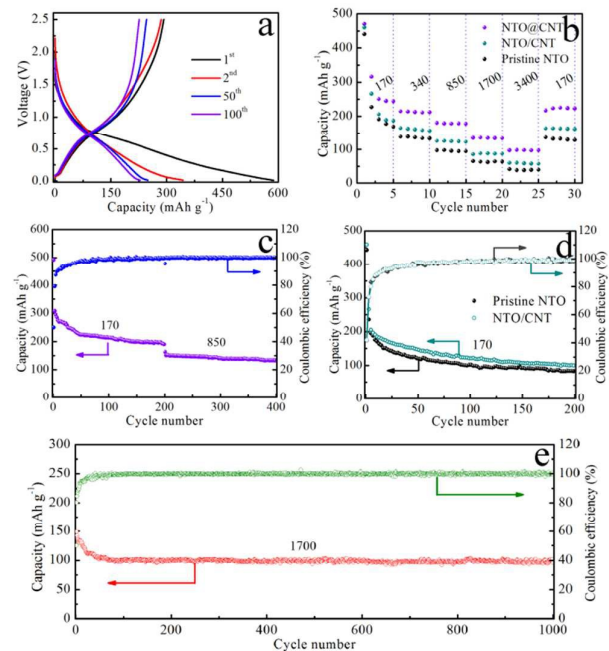 a
2.5
2.0
1.5
1.0
0.5
0.0
Voltage (V)
1st
2nd
50th
100th
0 100 200 300 400 500 600
Capacity (mAh g-1)
b
500
400
300
200
100
0
Capacity (mAh g-1)
NTO@CNT
NTO/CNT
Pristine NTO
170 340 850 1700 3400 170
0 5 10 15 20 25 30
Cycle number
c
600
500
400
300
200
100
0
Capacity (mAh g-1)
120
100
80
60
40
20
0
Coulombic efficiency (%)
170
850
0 100 200 300 400
Cycle number
d
500
400
300
200
100
0
Capacity (mAh g-1)
120
100
80
60
40
20
0
Coulombic efficiency (%)
Pristine NTO
NTO/CNT
170
0 50 100 150 200
Cycle number
e
300
250
200
150
100
50
0
Capacity (mAh g-1)
120
100
80
60
40
20
0
Coulombic efficiency (%)
1700
0 200 400 600 800 1000
Cycle number